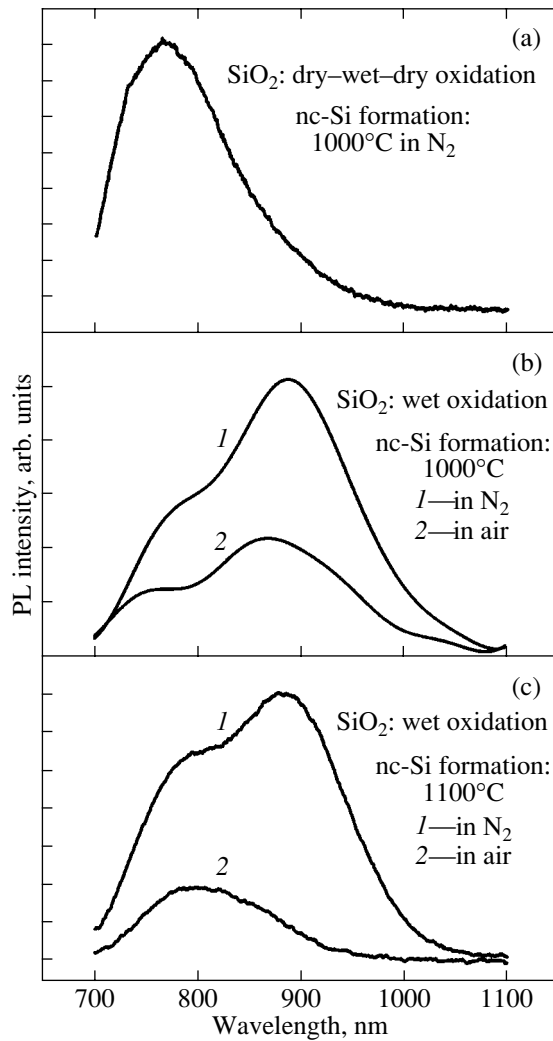 (a)
SiO₂: dry–wet–dry oxidation
nc-Si formation:
1000°C in N₂
(b)
SiO₂: wet oxidation
nc-Si formation:
1000°C
1—in N₂
2—in air
1
2
PL intensity, arb. units
(c)
SiO₂: wet oxidation
nc-Si formation:
1100°C
1—in N₂
2—in air
1
2
700 800 900 1000 1100
Wavelength, nm